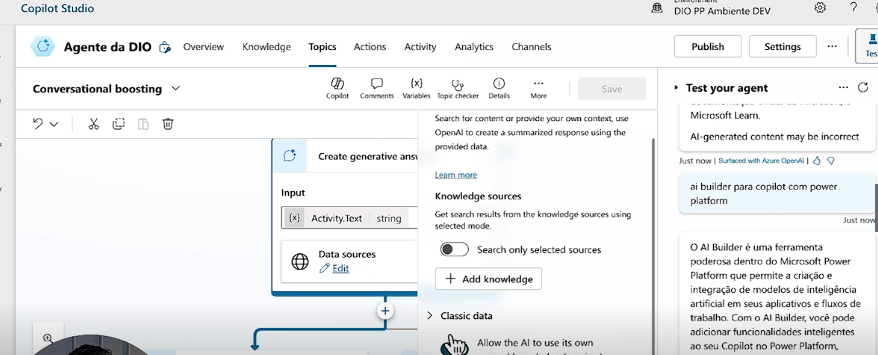 Copilot Studio
DIO PP Ambiente DEV
Agente da DIO
Overview
Knowledge
Topics
Actions
Activity
Analytics
Channels
Publish
Settings
Conversational boosting
Copilot
Comments
{x}
Variables
Topic checker
Details
More
Save
Test your agent
Microsoft Learn.
AI-generated content may be incorrect
Just now | Surfaced with Azure OpenAI |
ai builder para copilot com power
platform
Just now
O AI Builder é uma ferramenta
poderosa dentro do Microsoft Power
Platform que permite a criação e
integração de modelos de inteligência
artificial em seus aplicativos e fluxos de
trabalho. Com o AI Builder, você pode
adicionar funcionalidades inteligentes
ao seu Copilot no Power Platform,
Create generative
Input
{x} Activity.Text string
Data sources
Edit
Search for content or provide your own context, use
OpenAI to create a summarized response using the
provided data.
Learn more
Knowledge sources
Get search results from the knowledge sources using
selected mode.
Search only selected sources
+ Add knowledge
Classic data
Allow the AI to use its own